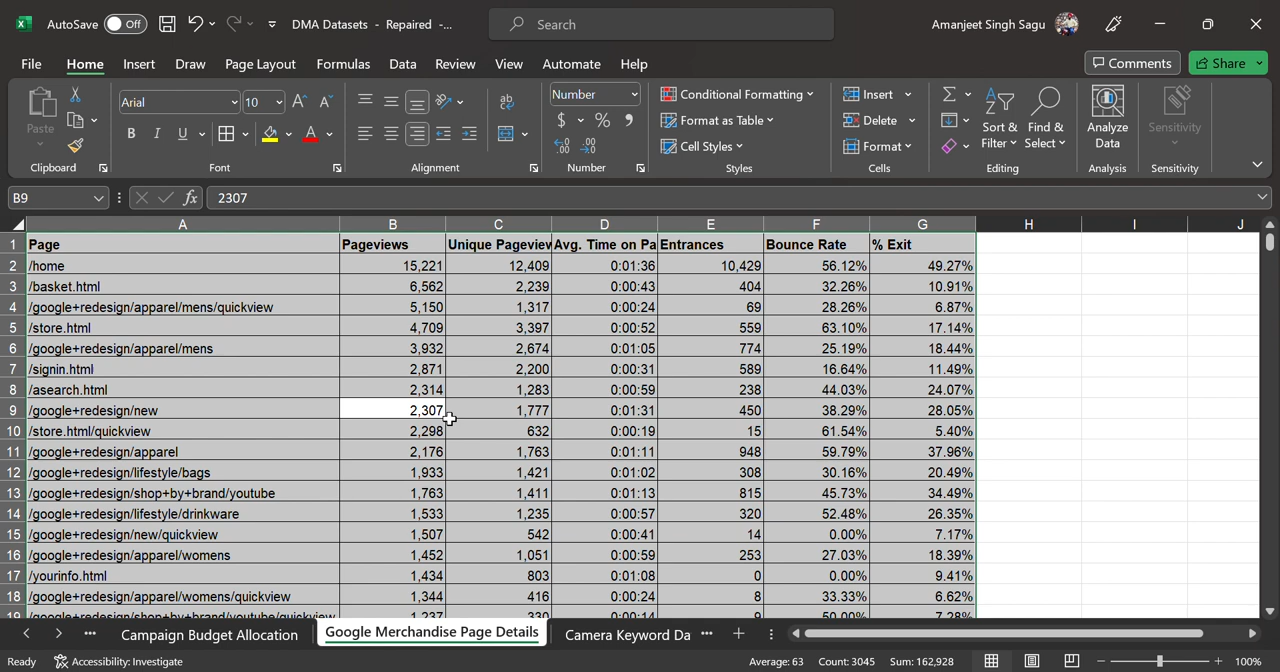 AutoSave Off DMA Datasets - Repaired -... Search Amanjeet Singh Sagu
File Home Insert Draw Page Layout Formulas Data Review View Automate Help Comments Share
Paste
Arial 10
B I U A
ab
Number
$ % 9
Conditional Formatting
Format as Table
Cell Styles
Insert
Delete
Format
Sort & Filter
Find & Select
Analyze Data
Sensitivity
Clipboard Font Alignment Number Styles Cells Editing Analysis Sensitivity
B9 fx 2307
A B C D E F G H I J
1 Page Pageviews Unique Pageview Avg. Time on Pa Entrances Bounce Rate % Exit
2 /home 15,221 12,409 0:01:36 10,429 56.12% 49.27%
3 /basket.html 6,562 2,239 0:00:43 404 32.26% 10.91%
4 /google+redesign/apparel/mens/quickview 5,150 1,317 0:00:24 69 28.26% 6.87%
5 /store.html 4,709 3,397 0:00:52 559 63.10% 17.14%
6 /google+redesign/apparel/mens 3,932 2,674 0:01:05 774 25.19% 18.44%
7 /signin.html 2,871 2,200 0:00:31 589 16.64% 11.49%
8 /asearch.html 2,314 1,283 0:00:59 238 44.03% 24.07%
9 /google+redesign/new 2,307 1,777 0:01:31 450 38.29% 28.05%
10 /store.html/quickview 2,298 632 0:00:19 15 61.54% 5.40%
11 /google+redesign/apparel 2,176 1,763 0:01:11 948 59.79% 37.96%
12 /google+redesign/lifestyle/bags 1,933 1,421 0:01:02 308 30.16% 20.49%
13 /google+redesign/shop+by+brand/youtube 1,763 1,411 0:01:13 815 45.73% 34.49%
14 /google+redesign/lifestyle/drinkware 1,533 1,235 0:00:57 320 52.48% 26.35%
15 /google+redesign/new/quickview 1,507 542 0:00:41 14 0.00% 7.17%
16 /google+redesign/apparel/womens 1,452 1,051 0:00:59 253 27.03% 18.39%
17 /yourinfo.html 1,434 803 0:01:08 0 0.00% 9.41%
18 /google+redesign/apparel/womens/quickview 1,344 416 0:00:24 8 33.33% 6.62%
19 /google+redesign/shop+by+brand/youtube/quickview 1,237 330 0:00:14 9 50.00% 7.28%
... Campaign Budget Allocation Google Merchandise Page Details Camera Keyword Da ... +
Ready Accessibility: Investigate Average: 63 Count: 3045 Sum: 162,928 100%